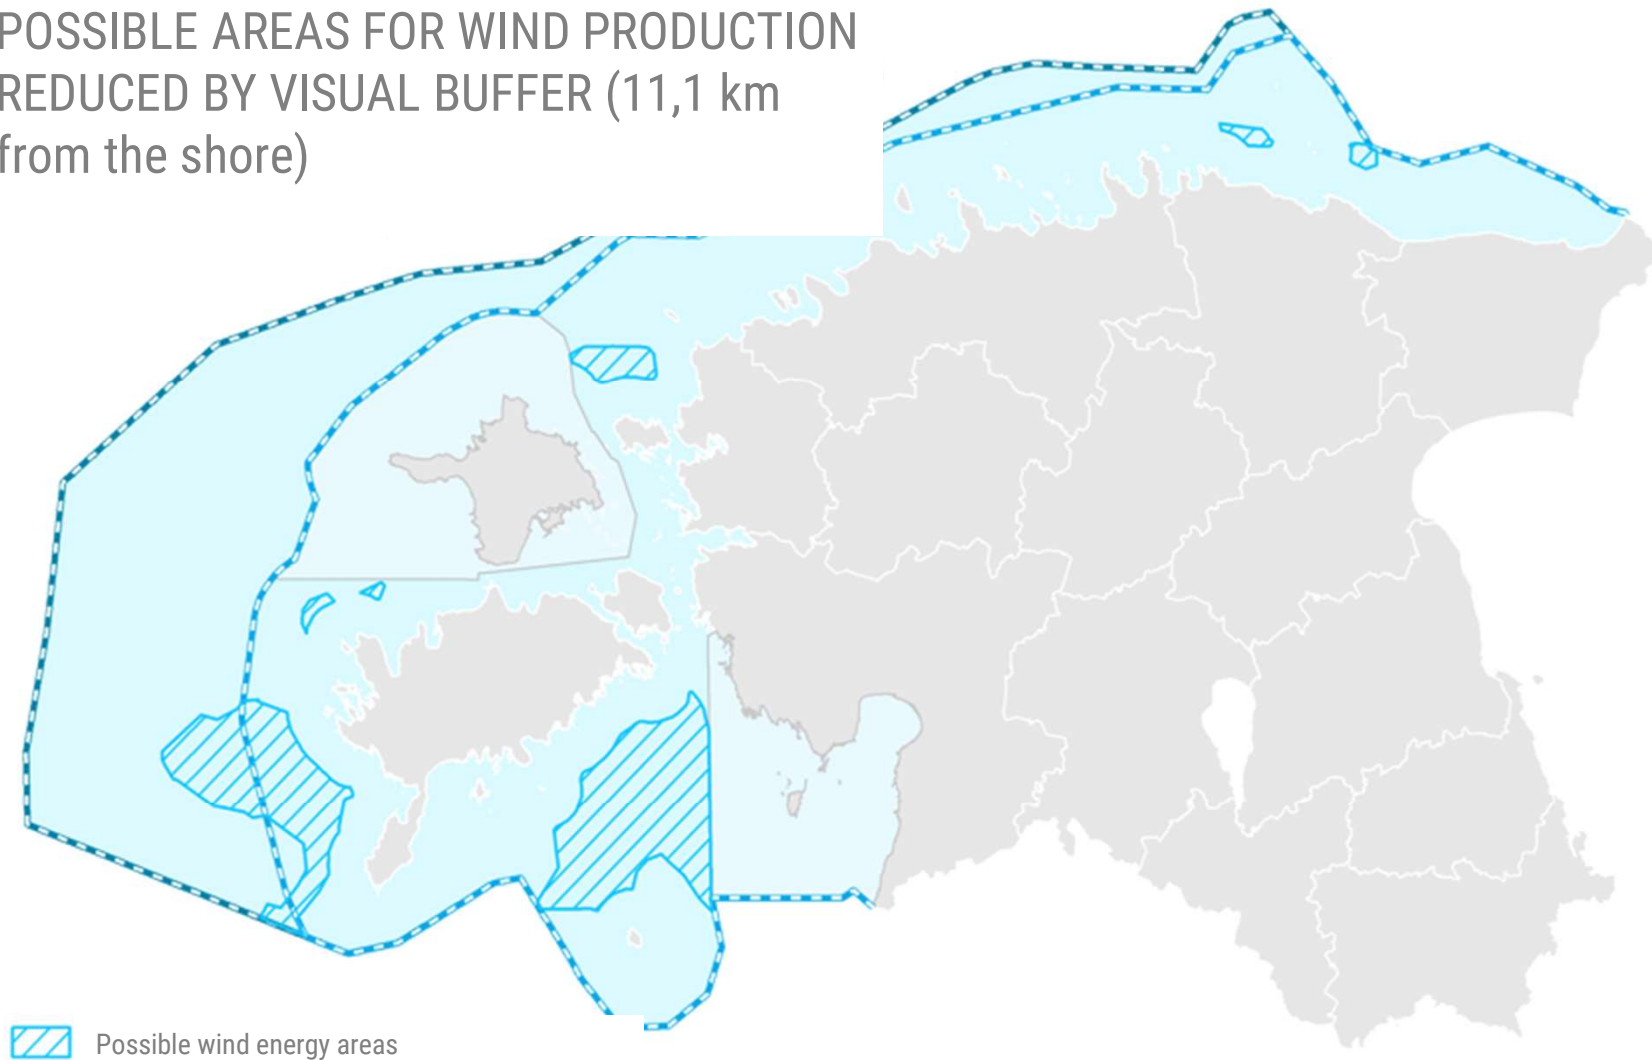 POSSIBLE AREAS FOR WIND PRODUCTION
REDUCED BY VISUAL BUFFER (11,1 km
from the shore)
Possible wind energy areas